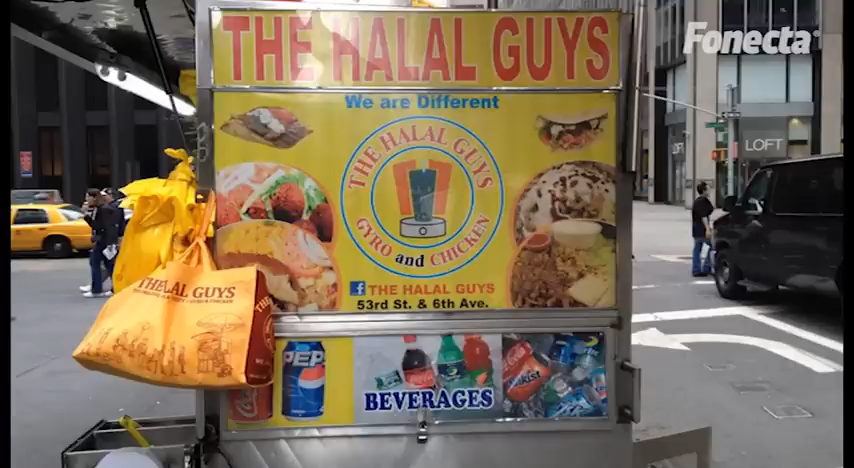 Fonecta
THE HALAL GUYS
We are Different
THE HALAL GUYS
GYRO and CHICKEN
THE HALAL GUYS
53rd St. & 6th Ave.
THE HALAL GUYS
PEP
BEVERAGES
LOFT